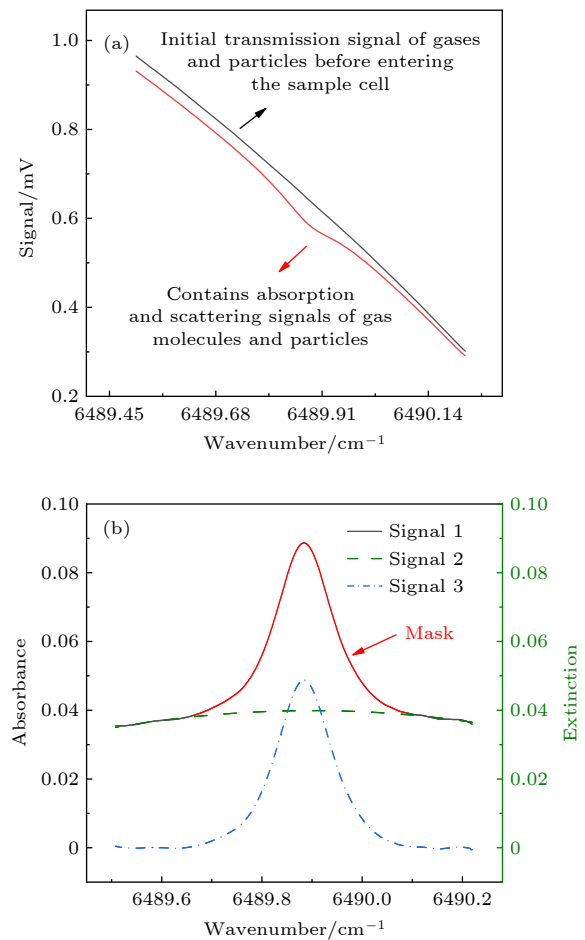 (a)
Initial transmission signal of gases
and particles before entering
the sample cell
Contains absorption
and scattering signals of gas
molecules and particles
Signal/mV
1.0
0.8
0.6
0.4
0.2
6489.45 6489.68 6489.91 6490.14
Wavenumber/cm⁻¹
(b)
Signal 1
Signal 2
Signal 3
Mask
Absorbance
0.10
0.08
0.06
0.04
0.02
0
Extinction
0.10
0.08
0.06
0.04
0.02
0
6489.6 6489.8 6490.0 6490.2
Wavenumber/cm⁻¹